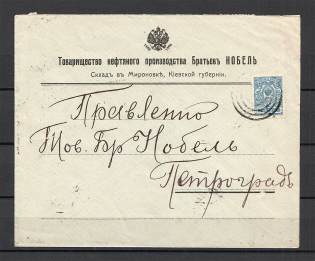 Товарищество нефтяного производства Братьевъ НОБЕЛЬ
Складъ въ Мироновкѣ, Кіевской губерніи.
Правленію
Тов. Бр. Нобель
Петроградъ